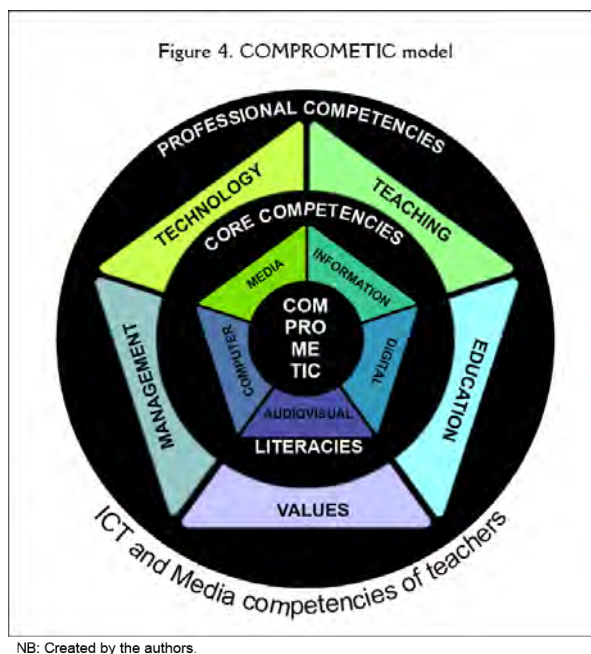 Figure 4. COMPROMETIC model
PROFESSIONAL COMPETENCIES
TECHNOLOGY
TEACHING
CORE COMPETENCIES
MEDIA
INFORMATION
COM
PRO
ME
TIC
COMPUTER
DIGITAL
MANAGEMENT
EDUCATION
AUDIOVISUAL
LITERACIES
VALUES
ICT and Media competencies of teachers
NB: Created by the authors.